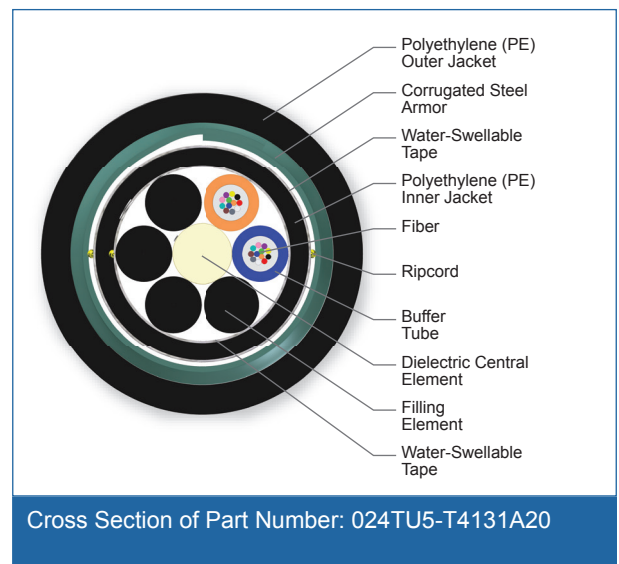 Polyethylene (PE)
Outer Jacket
Corrugated Steel
Armor
Water-Swellable
Tape
Polyethylene (PE)
Inner Jacket
Fiber
Ripcord
Buffer
Tube
Dielectric Central
Element
Filling
Element
Water-Swellable
Tape
Cross Section of Part Number: 024TU5-T4131A20